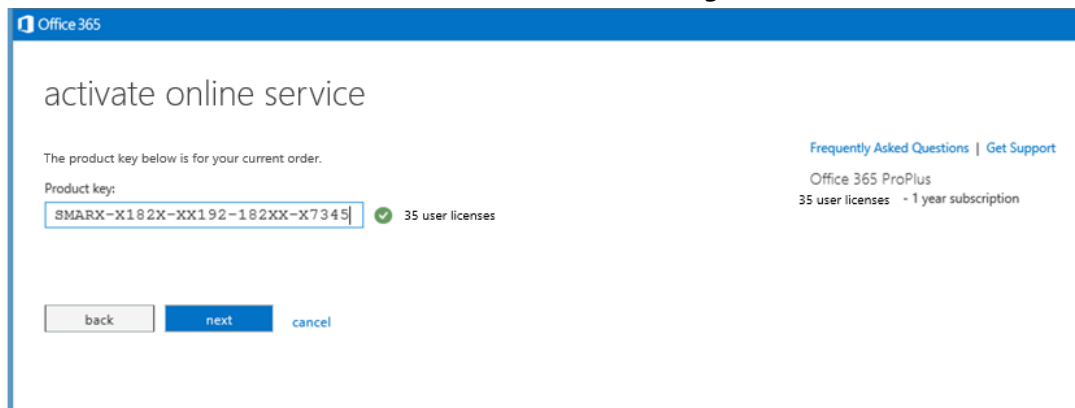 Office 365
activate online service
The product key below is for your current order.
Product key:
SMARX-X182X-XX192-182XX-X7345
35 user licenses
Frequently Asked Questions | Get Support
Office 365 ProPlus
35 user licenses - 1 year subscription
back
next
cancel